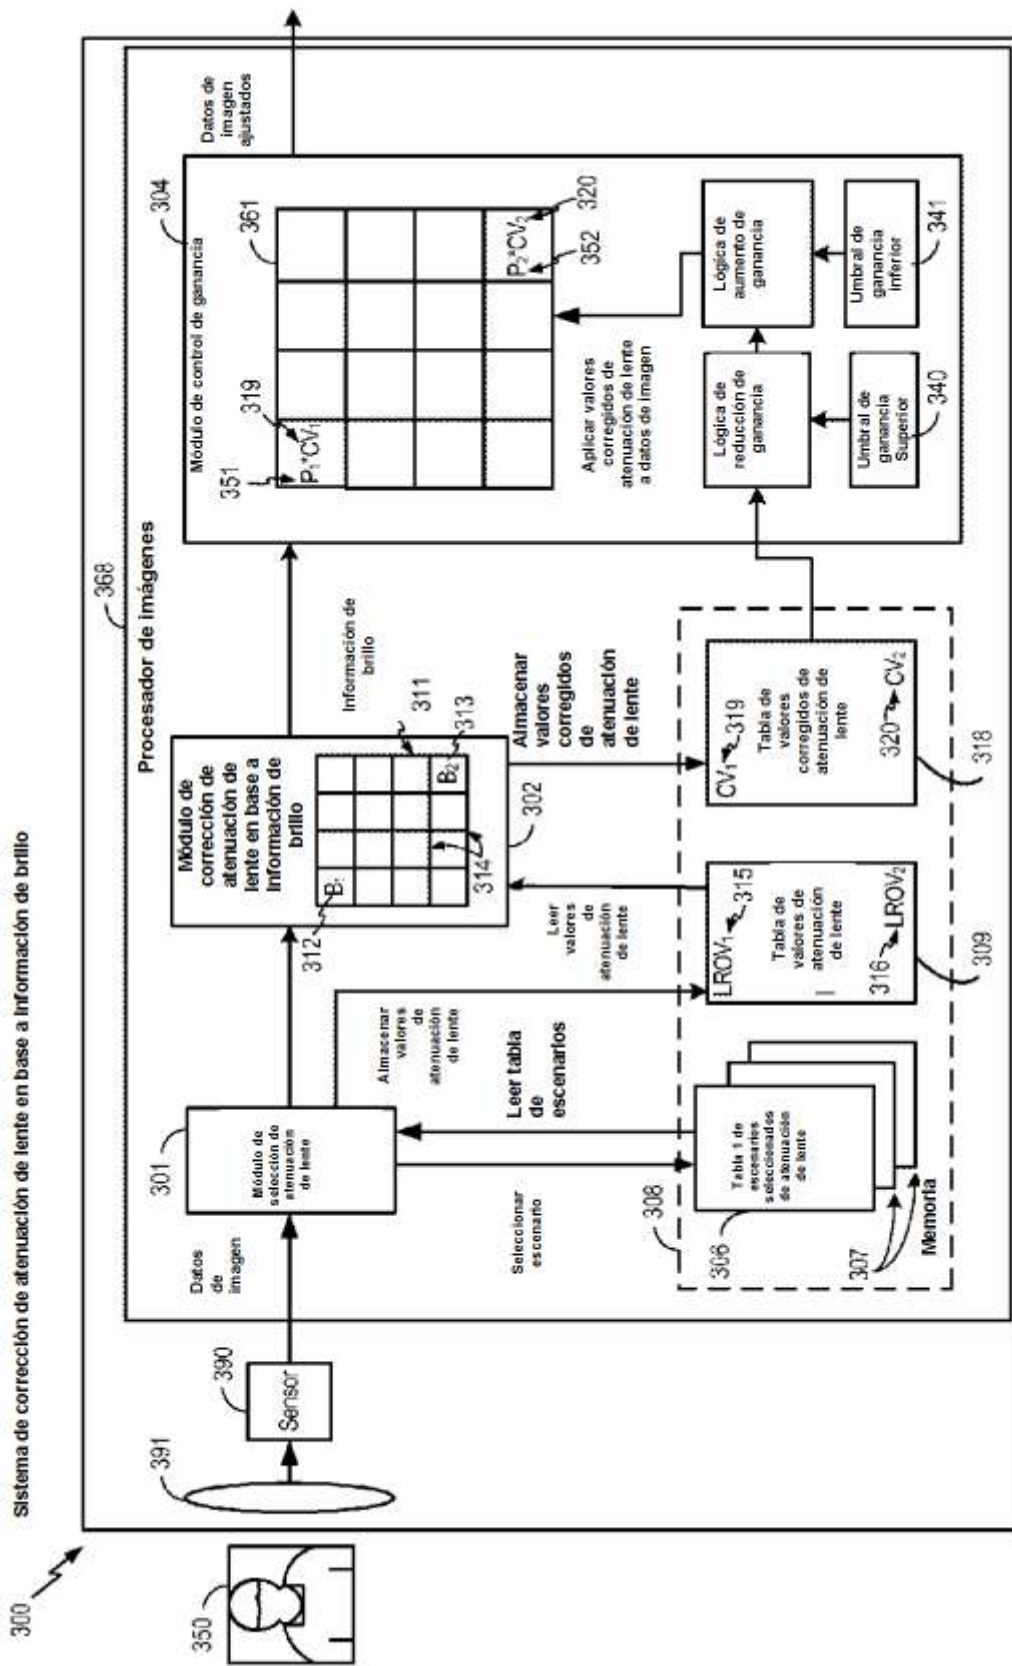 Sistema de corrección de atenuación de lente en base a Información de brillo
300
350
391
390
Sensor
368
Procesador de imágenes
Datos
de
imagen
301
Módulo de
selección de
atenuación
de lente
Almacenar
valores
de
atenuación
de lente
Leer tabla
de
escenarios
Seleccionar
escenario
308
306
307
Tabla 1 de
escenarios
seleccionados
de atenuación
de lente
Memoria
Módulo de
corrección de
atenuación de
lente en base a
Información de
brillo
312
B1
314
B2
313
311
302
Información de
brillo
Leer
valores
de
atenuación
de lente
Almacenar
valores
corregidos
de
atenuación
de lente
LROV1
315
Tabla de
valores de
atenuación
de lente
316
LROV2
309
CV1
319
Tabla de
valores
corregidos de
atenuación de
lente
320
CV2
318
304
Módulo de control de ganancia
351
P1*CV1
319
361
P2*CV2
320
352
Aplicar valores
corregidos de
atenuación de lente
a datos de imagen
Lógica de
reducción de
ganancia
Lógica de
aumento de
ganancia
Umbral de
ganancia
Superior
340
Umbral de
ganancia
inferior
341
Datos de
imagen
ajustados